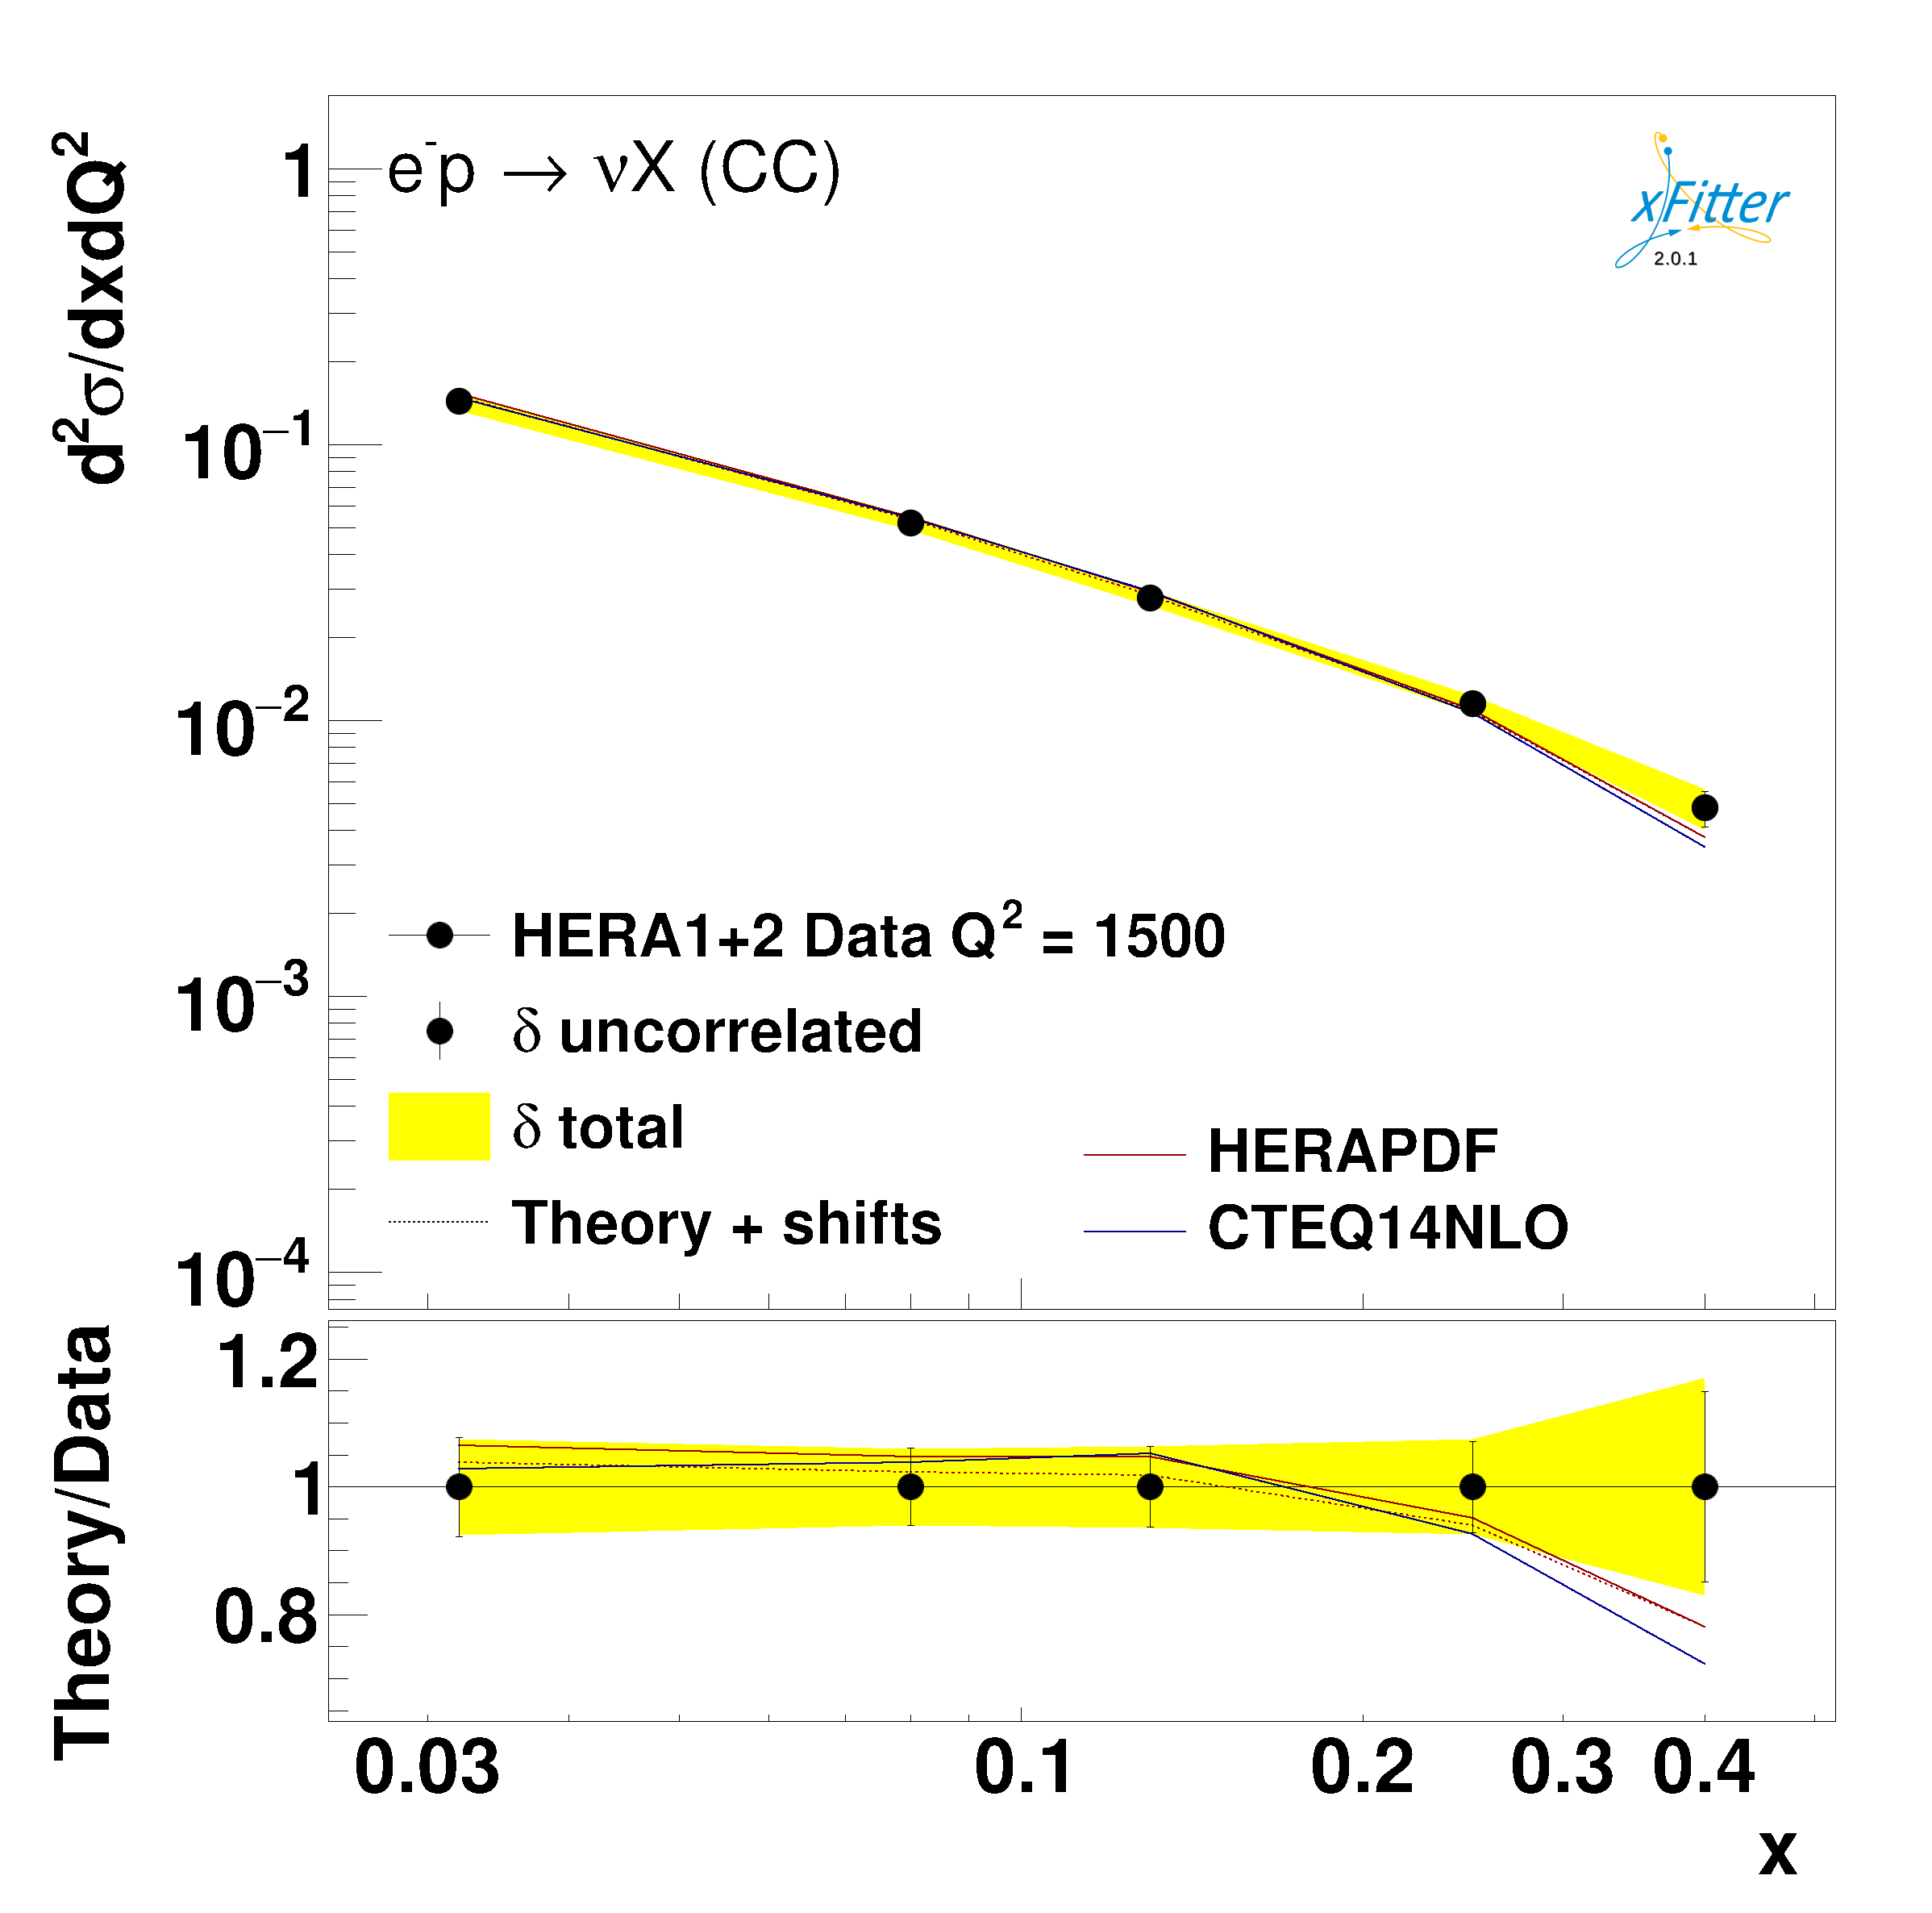 e⁻p → νX (CC)
xFitter
2.0.1
d²σ/dxdQ²
1
10⁻¹
10⁻²
10⁻³
10⁻⁴
HERA1+2 Data Q² = 1500
δ uncorrelated
δ total
Theory + shifts
HERAPDF
CTEQ14NLO
Theory/Data
1.2
1
0.8
0.03 0.1 0.2 0.3 0.4
x